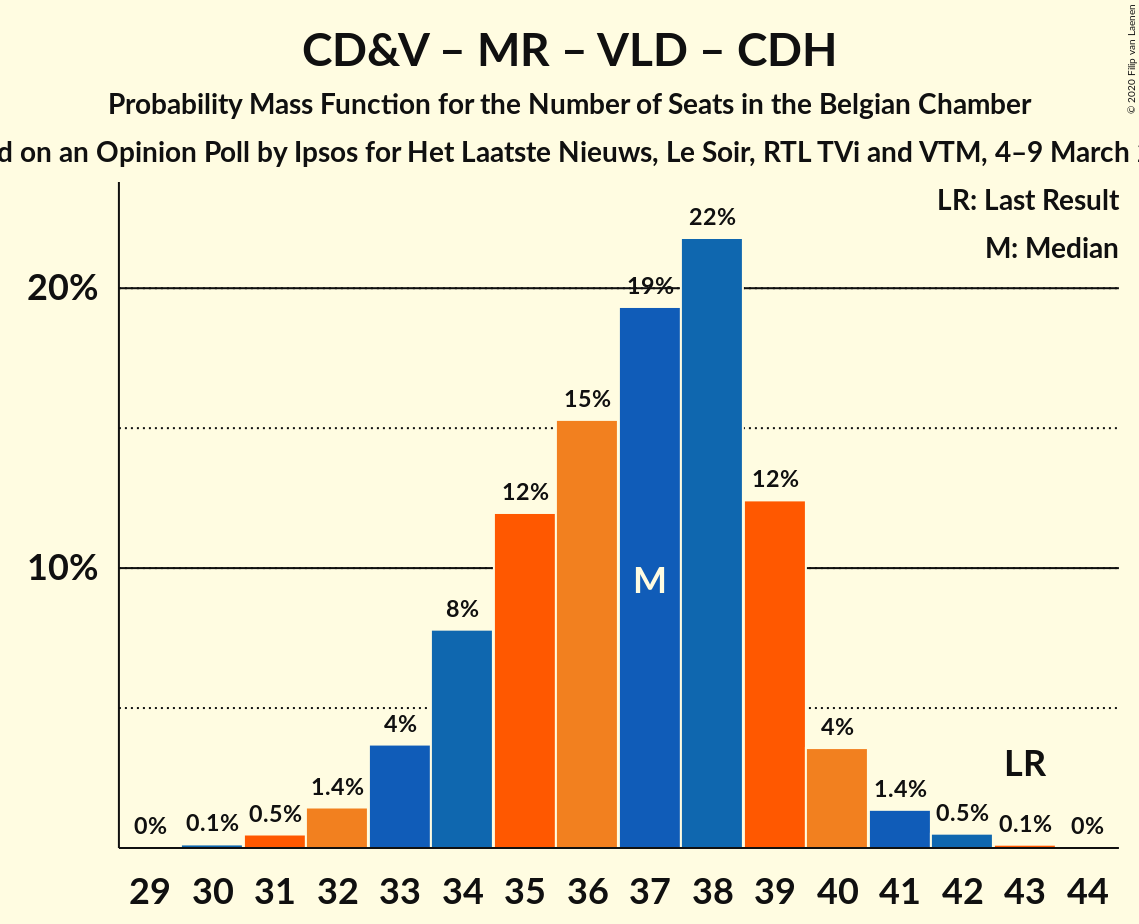 CD&V – MR – VLD – CDH
Probability Mass Function for the Number of Seats in the Belgian Chamber
d on an Opinion Poll by Ipsos for Het Laatste Nieuws, Le Soir, RTL TVi and VTM, 4–9 March
© 2020 Filip van Laenen
LR: Last Result
M: Median
20%
10%
0% 0.1% 0.5% 1.4% 4% 8% 12% 15% 19% 22% 12% 4% 1.4% 0.5% 0.1% 0%
M
LR
29 30 31 32 33 34 35 36 37 38 39 40 41 42 43 44